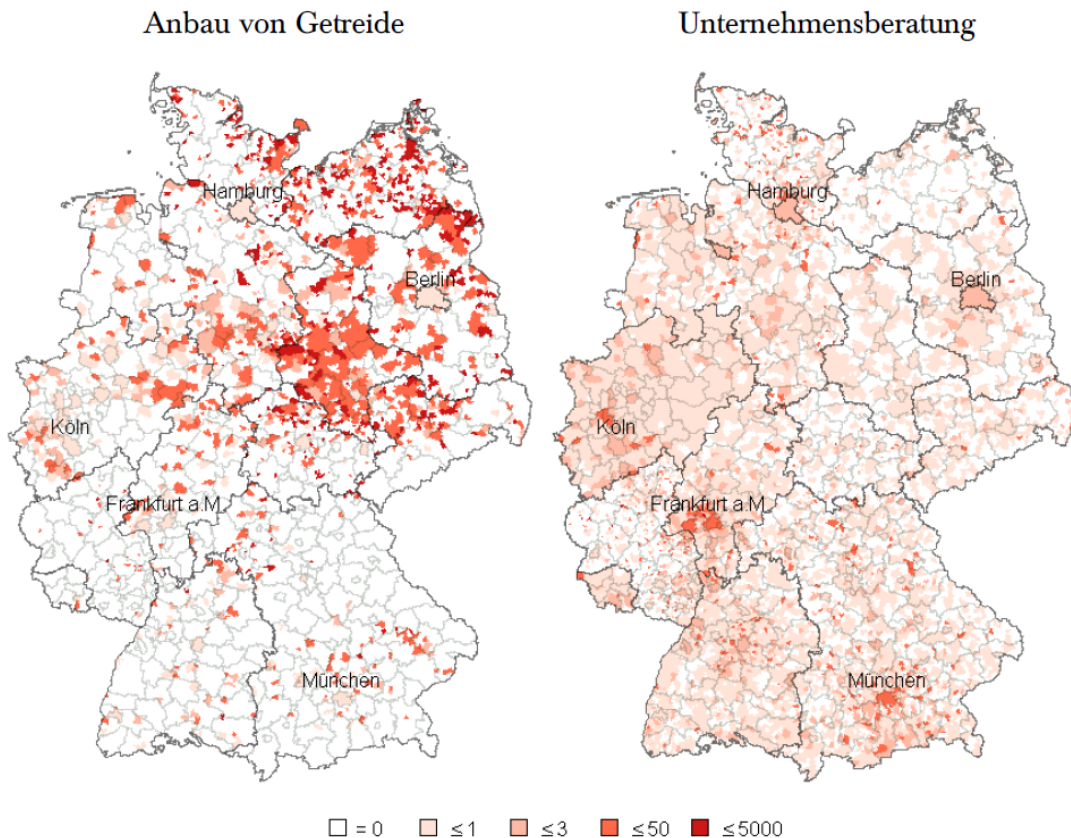 Anbau von Getreide
Unternehmensberatung
Hamburg
Berlin
Köln
Frankfurt a.M.
München
Hamburg
Berlin
Köln
Frankfurt a.M.
München
= 0
≤1
≤3
≤50
≤5000